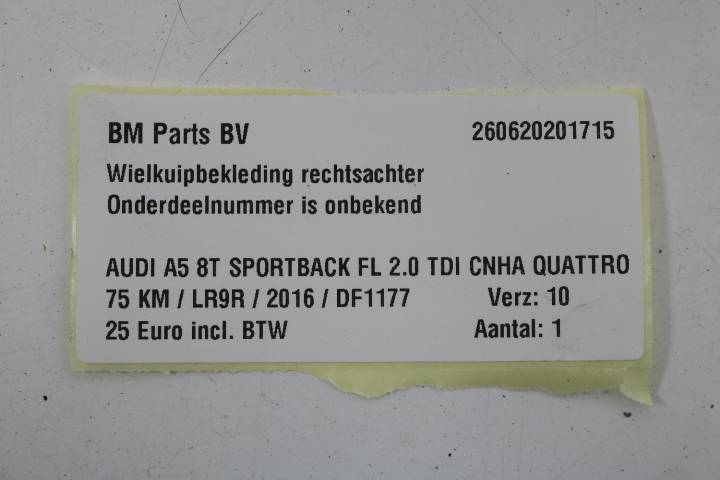 BM Parts BV 260620201715
Wielkuipbekleding rechtsachter
Onderdeelnummer is onbekend
AUDI A5 8T SPORTBACK FL 2.0 TDI CNHA QUATTRO
75 KM / LR9R / 2016 / DF1177 Verz: 10
25 Euro incl. BTW Aantal: 1